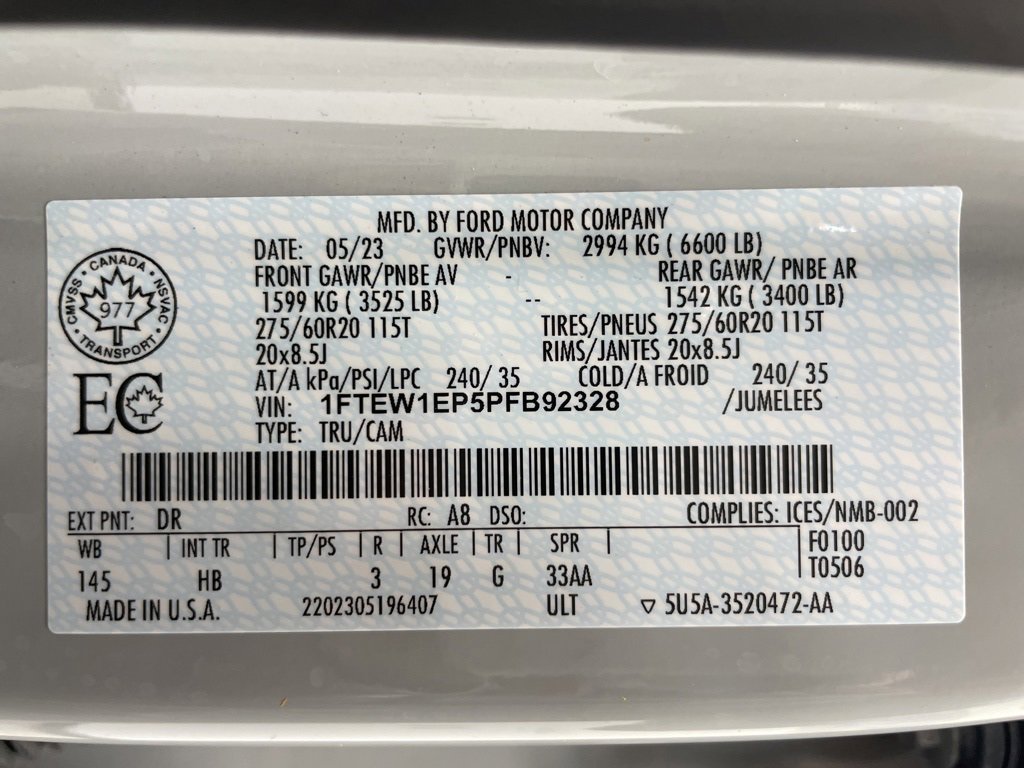 MFD. BY FORD MOTOR COMPANY
DATE: 05/23 GVWR/PNBV: 2994 KG ( 6600 LB)
FRONT GAWR/PNBE AV - REAR GAWR/ PNBE AR
1599 KG ( 3525 LB) -- 1542 KG ( 3400 LB)
275/60R20 115T TIRES/PNEUS 275/60R20 115T
20x8.5J RIMS/JANTES 20x8.5J
AT/A kPa/PSI/LPC 240/ 35 COLD/A FROID 240/ 35
VIN: 1FTEW1EP5PFB92328 /JUMELEES
TYPE: TRU/CAM
CANADA
CMVSS • NSVAC
977
TRANSPORT
EC
EXT PNT: DR RC: A8 DSO: COMPLIES: ICES/NMB-002
WB | INT TR | TP/PS | R | AXLE | TR | SPR | F0100
145 HB 3 19 G 33AA T0506
MADE IN U.S.A. 2202305196407 ULT ▽ 5U5A-3520472-AA